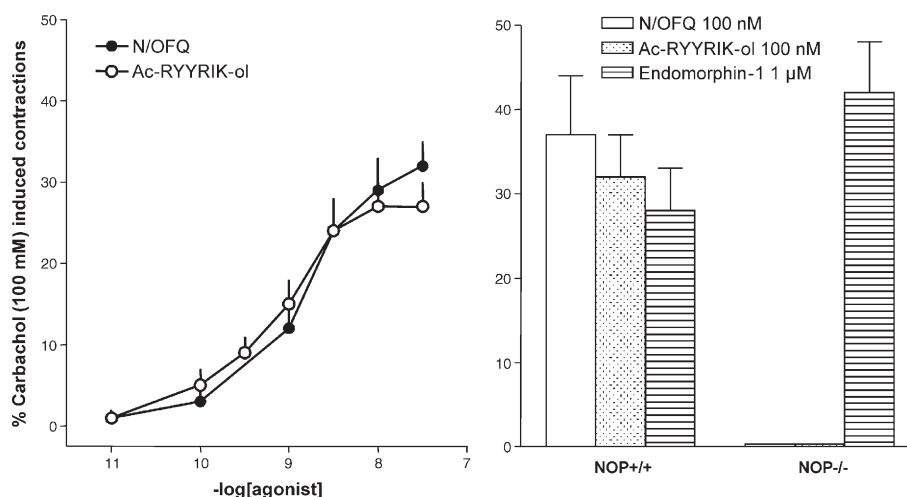 % Carbachol (100 mM) induced contractions
50
40
30
20
10
0
N/OFQ
Ac-RYYRIK-ol
11
10
9
8
7
-log[agonist]
50
40
30
20
10
0
N/OFQ 100 nM
Ac-RYYRIK-ol 100 nM
Endomorphin-1 1 µM
NOP+/+
NOP-/-